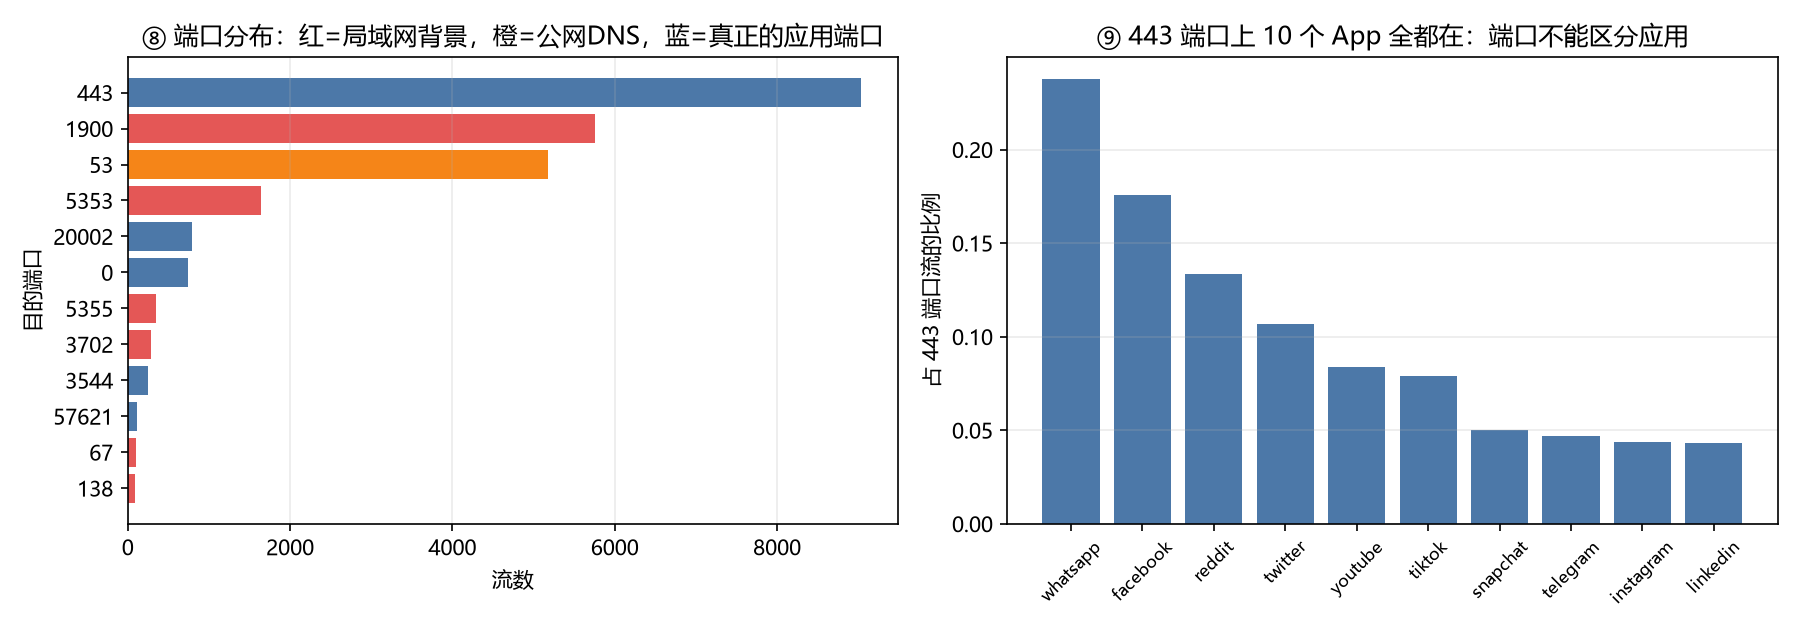 ⑧ 端口分布：红=局域网背景，橙=公网DNS，蓝=真正的应用端口
目的端口
443
1900
53
5353
20002
0
5355
3702
3544
57621
67
138
0 2000 4000 6000 8000
流数
⑨ 443 端口上 10 个 App 全都在：端口不能区分应用
占 443 端口流的比例
0.20
0.15
0.10
0.05
0.00
whatsapp facebook reddit twitter youtube tiktok snapchat telegram instagram linkedin